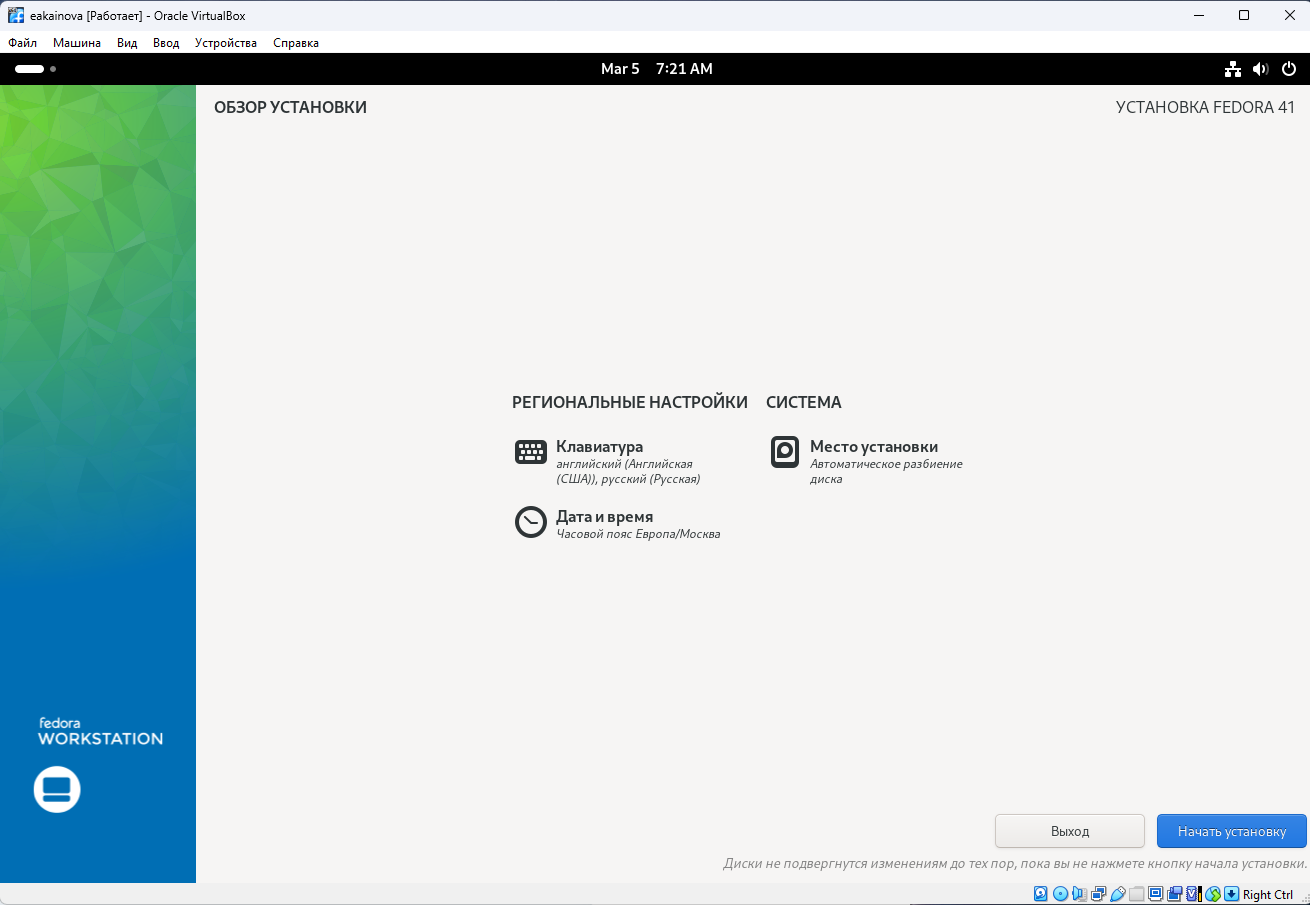 eakainova [Работает] - Oracle VirtualBox
Файл Машина Вид Ввод Устройства Справка
Mar 5 7:21 AM
ОБЗОР УСТАНОВКИ
УСТАНОВКА FEDORA 41
РЕГИОНАЛЬНЫЕ НАСТРОЙКИ
Клавиатура
английский (Английская
(США)), русский (Русская)
Дата и время
Часовой пояс Европа/Москва
СИСТЕМА
Место установки
Автоматическое разбиение
диска
fedora
WORKSTATION
Выход
Начать установку
Диски не подвергнутся изменениям до тех пор, пока вы не нажмете кнопку начала установки.
Right Ctrl